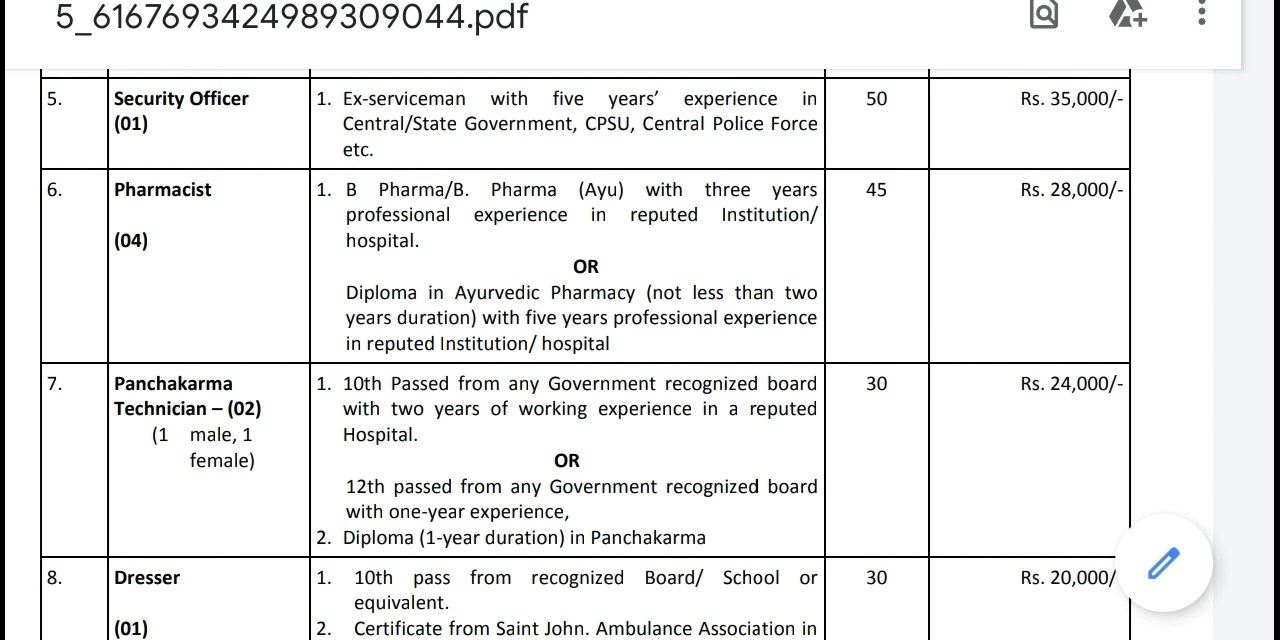 5_6167693424989309044.pdf
5. Security Officer 1. Ex-serviceman with five years’ experience in 50 Rs. 35,000/-
(01) Central/State Government, CPSU, Central Police Force
etc.
6. Pharmacist 1. B Pharma/B. Pharma (Ayu) with three years 45 Rs. 28,000/-
professional experience in reputed Institution/
(04) hospital.
OR
Diploma in Ayurvedic Pharmacy (not less than two
years duration) with five years professional experience
in reputed Institution/ hospital
7. Panchakarma 1. 10th Passed from any Government recognized board 30 Rs. 24,000/-
Technician – (02) with two years of working experience in a reputed
(1 male, 1 Hospital.
female) OR
12th passed from any Government recognized board
with one-year experience,
2. Diploma (1-year duration) in Panchakarma
8. Dresser 1. 10th pass from recognized Board/ School or 30 Rs. 20,000/
equivalent.
(01) 2. Certificate from Saint John. Ambulance Association in